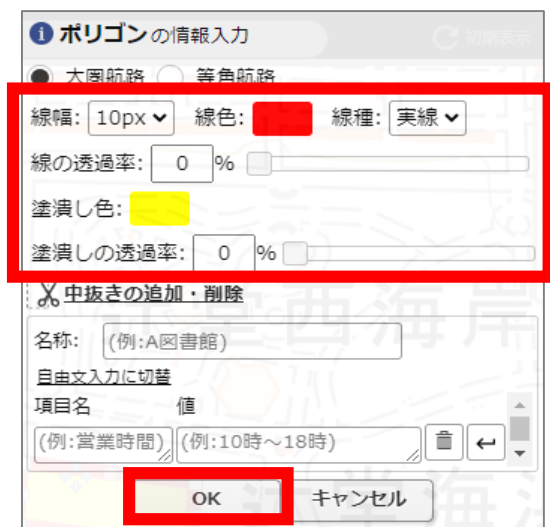 ポリゴンの情報入力 初期表示
大圏航路 等角航路
線幅: 10px 線色: 線種: 実線
線の透過率: 0 %
塗潰し色:
塗潰しの透過率: 0 %
中抜きの追加・削除
名称: (例:A図書館)
自由文入力に切替
項目名 値
(例:営業時間) (例:10時～18時)
OK キャンセル